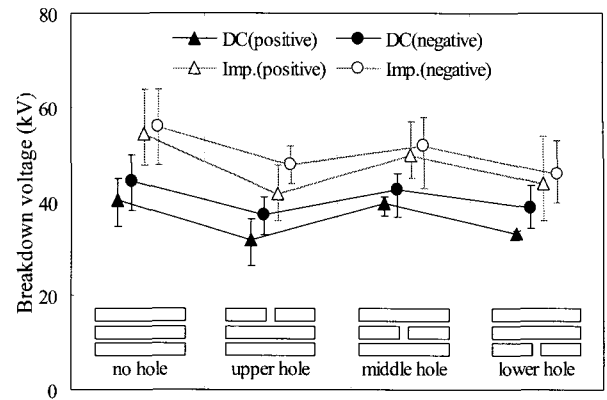 80
DC(positive) DC(negative)
Imp.(positive) Imp.(negative)
60
Breakdown voltage (kV)
40
20
no hole upper hole middle hole lower hole
0